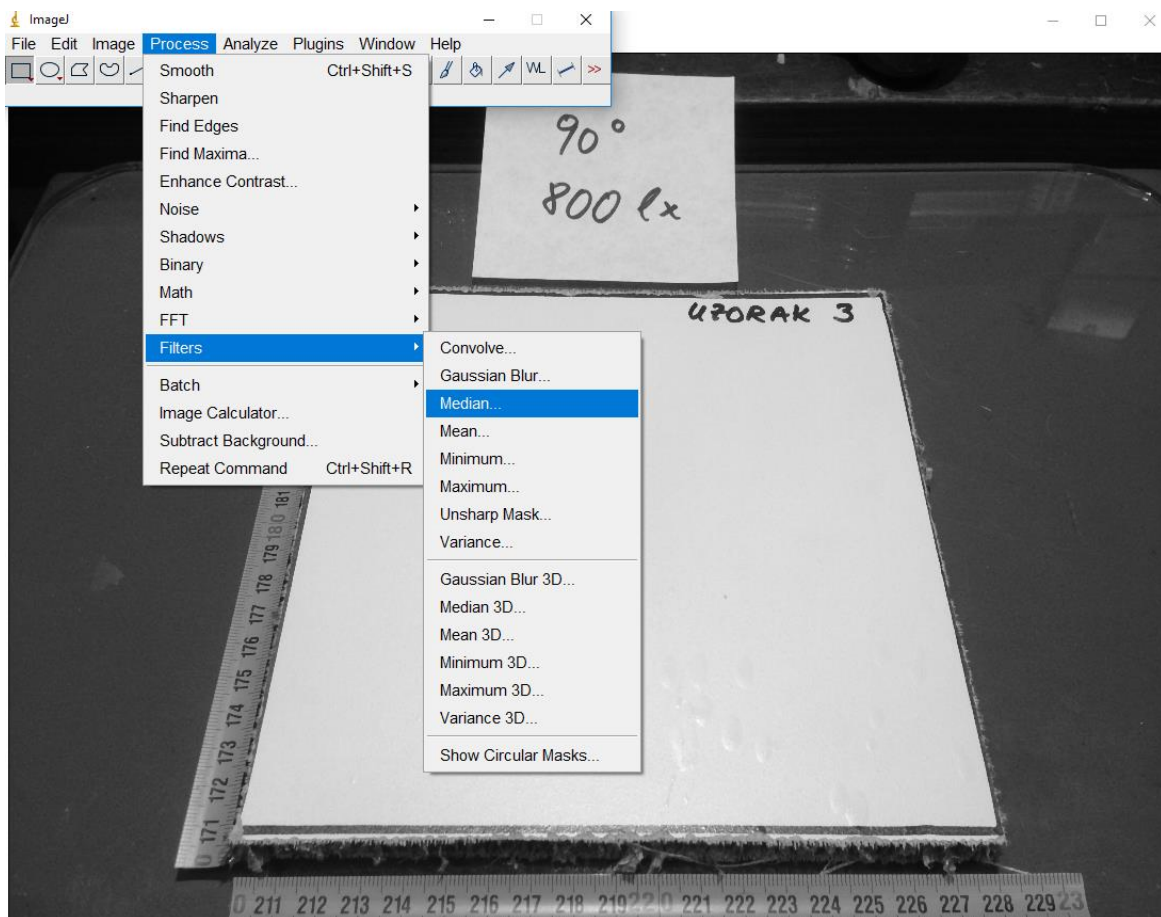 ImageJ
File Edit Image Process Analyze Plugins Window Help
Smooth Ctrl+Shift+S
Sharpen
Find Edges
Find Maxima...
Enhance Contrast...
Noise
Shadows
Binary
Math
FFT
Filters
Batch
Image Calculator...
Subtract Background...
Repeat Command Ctrl+Shift+R
Convolve...
Gaussian Blur...
Median...
Mean...
Minimum...
Maximum...
Unsharp Mask...
Variance...
Gaussian Blur 3D...
Median 3D...
Mean 3D...
Minimum 3D...
Maximum 3D...
Variance 3D...
Show Circular Masks...
90°
800 lx
UZORAK 3
171 172 173 174 175 176 177 178 179 180 181
0 211 212 213 214 215 216 217 218 219 220 221 222 223 224 225 226 227 228 229 23